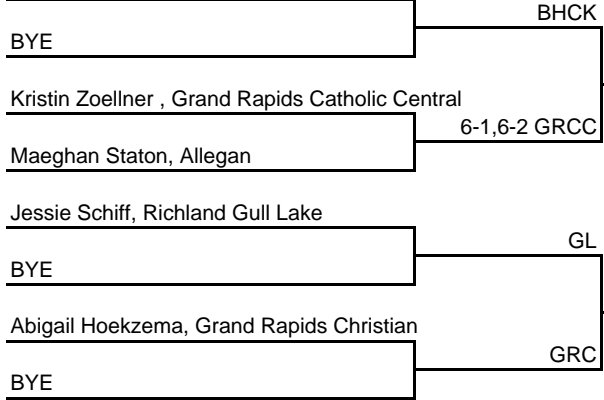 BHCK
BYE
Kristin Zoellner , Grand Rapids Catholic Central
6-1,6-2 GRCC
Maeghan Staton, Allegan
Jessie Schiff, Richland Gull Lake
GL
BYE
Abigail Hoekzema, Grand Rapids Christian
GRC
BYE